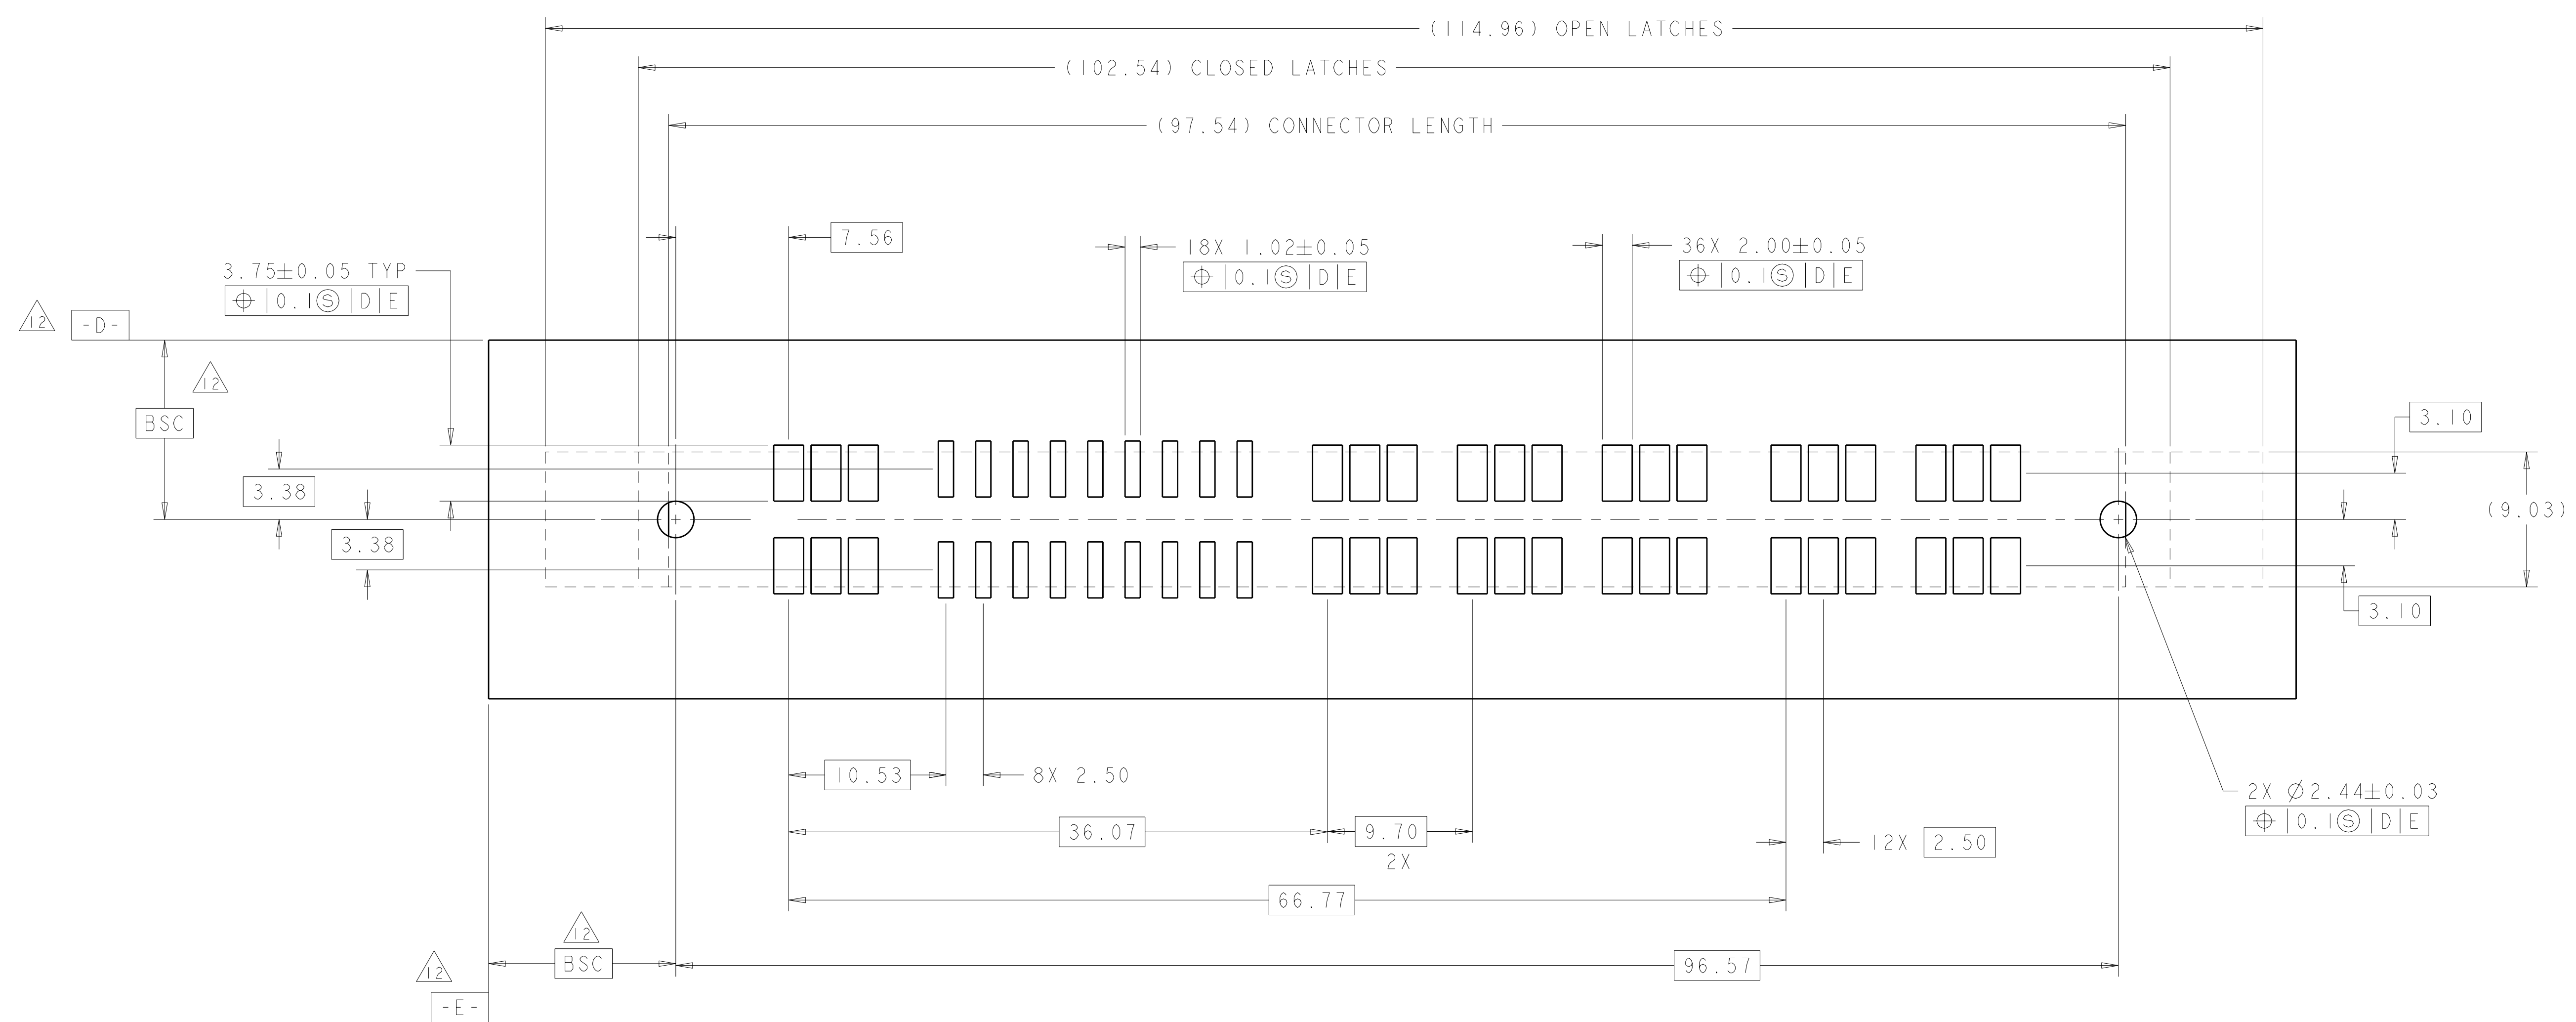 (114.96) OPEN LATCHES
(102.54) CLOSED LATCHES
(97.54) CONNECTOR LENGTH
7.56
18X 1.02±0.05
⌖ 0.1Ⓢ D E
36X 2.00±0.05
⌖ 0.1Ⓢ D E
3.75±0.05 TYP
⌖ 0.1Ⓢ D E
12
-D-
12
BSC
3.10
3.38
(9.03)
3.38
3.10
10.53
8X 2.50
2X Ø2.44±0.03
⌖ 0.1Ⓢ D E
36.07
9.70
2X
12X 2.50
66.77
12
BSC
96.57
12
-E-